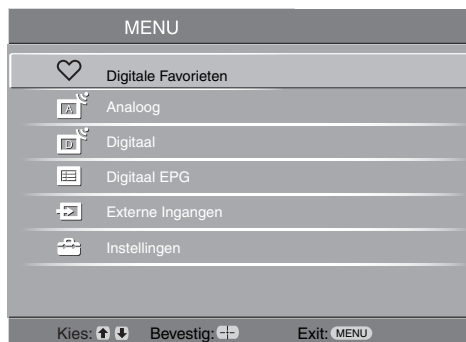 MENU
Digitale Favorieten
A Analoog
D Digitaal
Digitaal EPG
Externe Ingangen
Instellingen
Kies: Bevestig: Exit: MENU